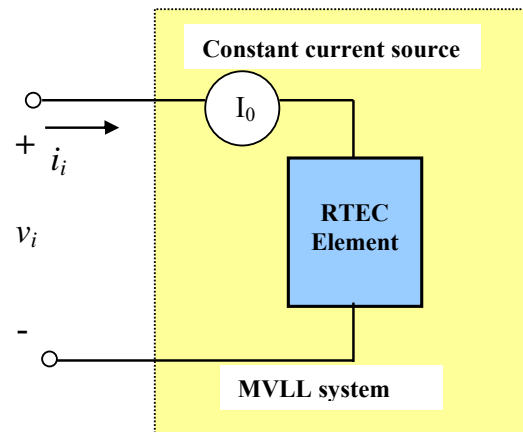 Constant current source
I₀
+
iᵢ
RTEC
Element
vᵢ
-
MVLL system